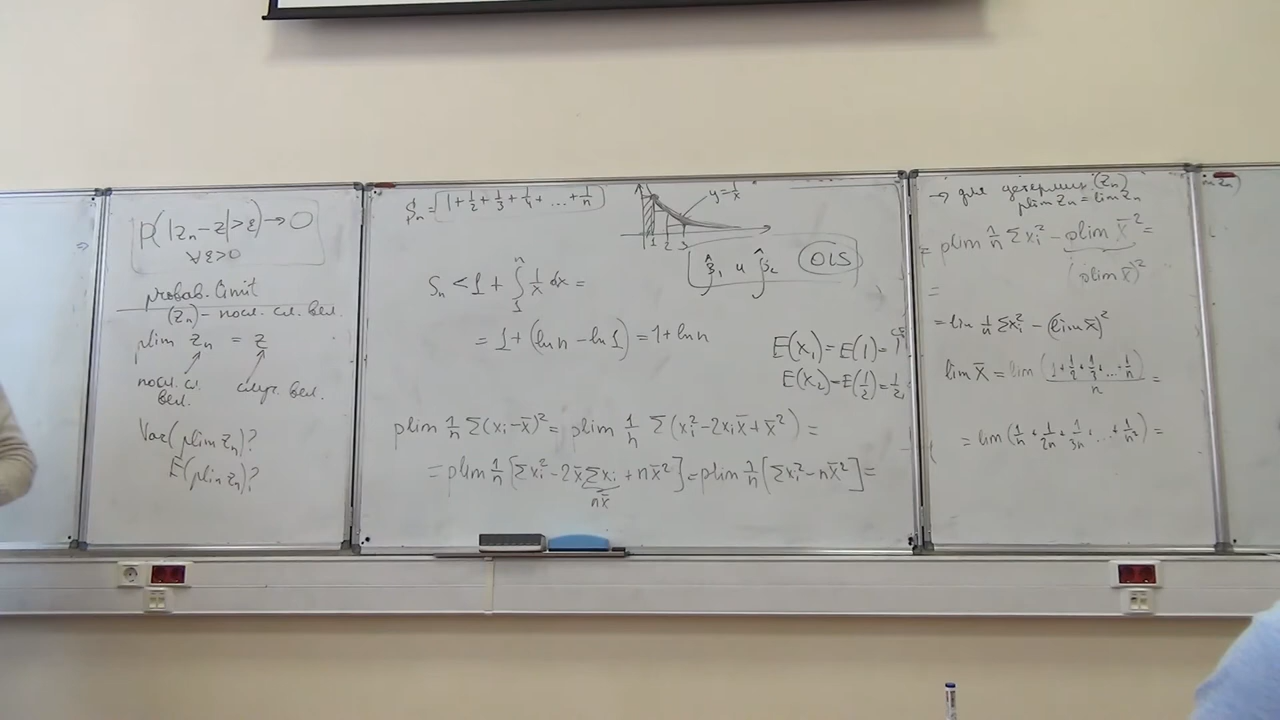 P(|Zn − Z| > ε) → 0
∀ε>0
probab. limit
(Zn) – посл. сл. вел.
plim Zn = Z
посл. сл. вел.
случ. вел.
Var(plim Zn)?
E(plim Zn)?
Sn = 1 + 1/2 + 1/3 + 1/4 + ... + 1/n
y = 1/x
1 2 3
β̂₁ и β̂₂ OLS
Sn < 1 + ∫₁ⁿ 1/x dx =
= 1 + (ln n − ln 1) = 1 + ln n
E(x₁) = E(1) = 1
E(x₂) = E(1/2) = 1/2
plim 1/n Σ(xi − x̄)² = plim 1/n Σ(xi² − 2xi x̄ + x̄²) =
= plim 1/n [Σxi² − 2x̄ Σxi + n x̄²] = plim 1/n [Σxi² − n x̄²] =
n x̄
→ для детермин. (Zn)
plim Zn = lim Zn
= plim 1/n Σxi² − plim x̄² =
(plim x̄)²
=
= lim 1/n Σxi² − (lim x̄)²
lim x̄ = lim (1 + 1/2 + 1/3 + ... + 1/n) / n =
= lim (1/n + 1/2n + 1/3n + ... + 1/n²) =